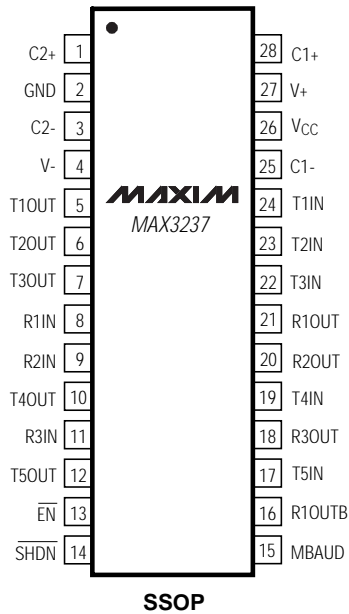 C2+ 1 28 C1+
GND 2 27 V+
C2- 3 26 VCC
V- 4 25 C1-
MAXIM
T1OUT 5 24 T1IN
MAX3237
T2OUT 6 23 T2IN
T3OUT 7 22 T3IN
R1IN 8 21 R1OUT
R2IN 9 20 R2OUT
T4OUT 10 19 T4IN
R3IN 11 18 R3OUT
T5OUT 12 17 T5IN
EN 13 16 R1OUTB
SHDN 14 15 MBAUD
SSOP